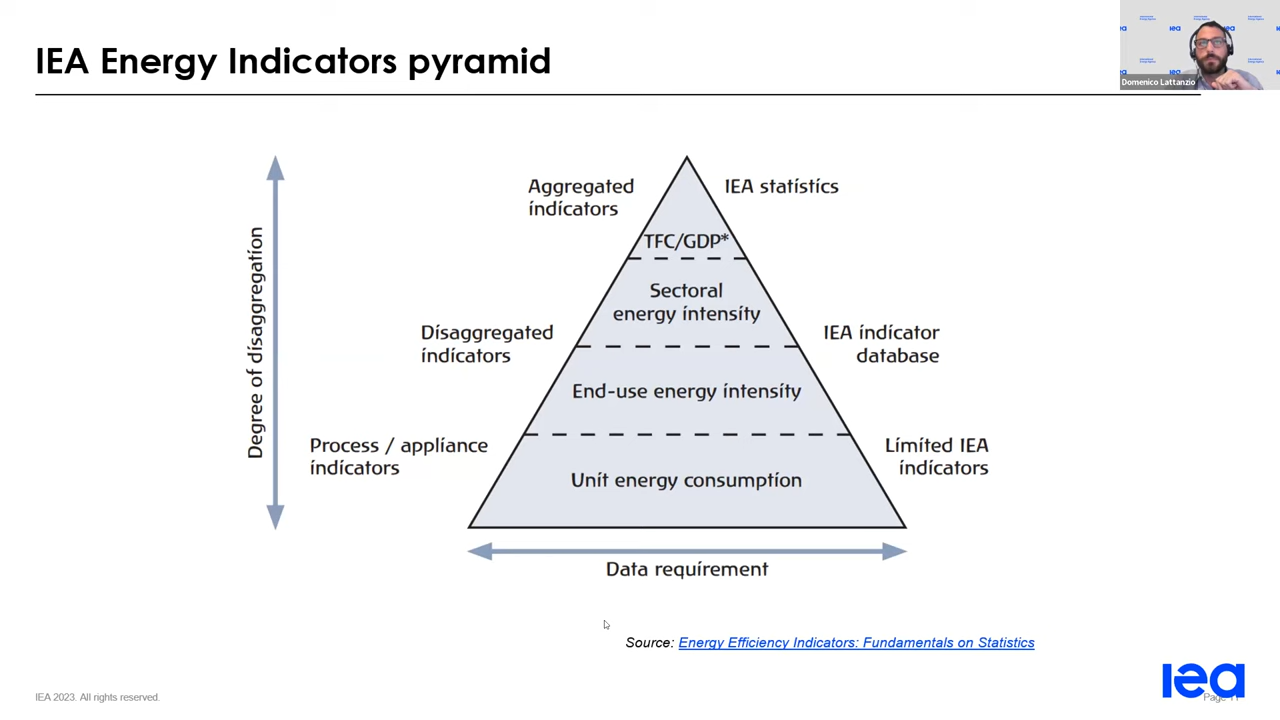 IEA Energy Indicators pyramid
Domenico Lattanzio
Aggregated
indicators
IEA statistics
TFC/GDP*
Sectoral
energy intensity
Disaggregated
indicators
IEA indicator
database
End-use energy intensity
Process / appliance
indicators
Limited IEA
indicators
Unit energy consumption
Degree of disaggregation
Data requirement
Source: Energy Efficiency Indicators: Fundamentals on Statistics
IEA 2023. All rights reserved.
iea
Page